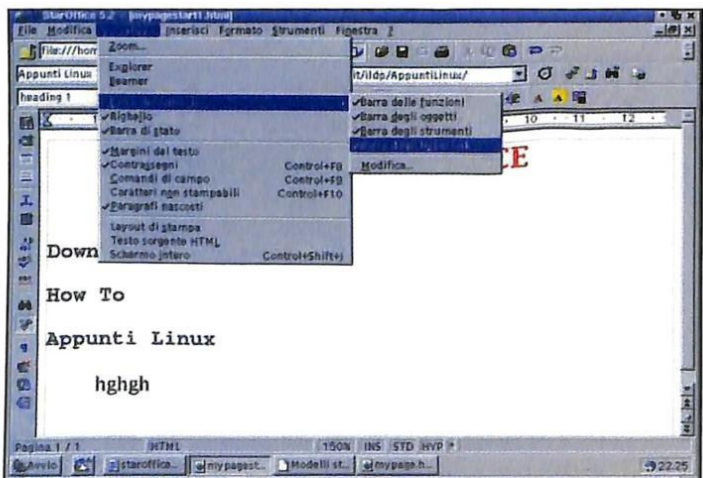 StarOffice 5.2 [mypagestart1.html]
File Modifica Inserisci Formato Strumenti Finestra ?
file:///hom
Appunti Linux it/ildp/AppuntiLinux/
heading 1
Zoom...
Explorer
Beamer
Righello
Barra di stato
Margini del testo
Contrassegni Control+F8
Comandi di campo Control+F9
Caratteri non stampabili Control+F10
Paragrafi nascosti
Layout di stampa
Testo sorgente HTML
Schermo intero Control+Shift+J
Barra delle funzioni
Barra degli oggetti
Barra degli strumenti
Modifica...
10 11 12
CE
Down
How To
Appunti Linux
hghgh
Pagina 1 / 1 HTML 150% INS STD HYP *
Avvio staroffice... mypagest... Modelli st... mypage.h... 22.25